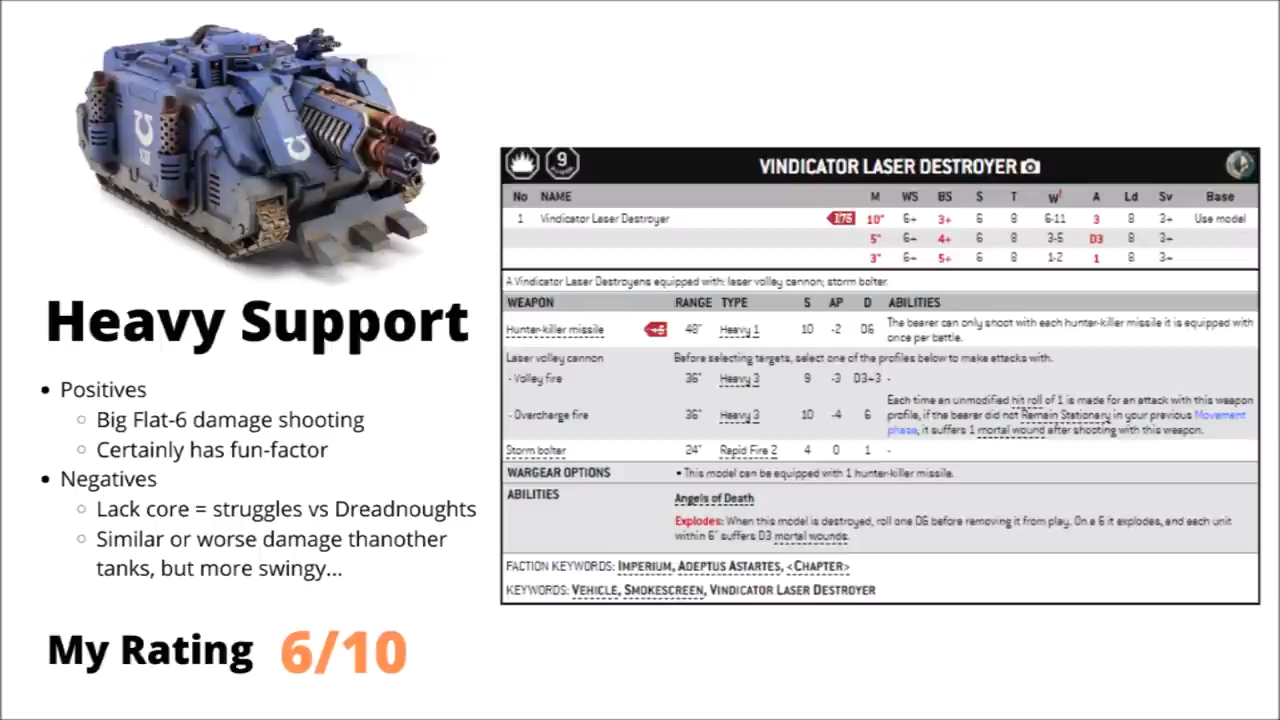 Heavy Support
Positives
Big Flat-6 damage shooting
Certainly has fun-factor
Negatives
Lack core = struggles vs Dreadnoughts
Similar or worse damage thanother
tanks, but more swingy...
My Rating 6/10
9
VINDICATOR LASER DESTROYER
No NAME M WS BS S T W A Ld Sv Base
1 Vindicator Laser Destroyer 175 10" 6+ 3+ 6 8 6-11 3 8 3+ Use model
5" 6+ 4+ 6 8 3-5 D3 8 3+
3" 6+ 5+ 6 8 1-2 1 8 3+
A Vindicator Laser Destroyer is equipped with: laser volley cannon; storm bolter.
WEAPON RANGE TYPE S AP D ABILITIES
Hunter-killer missile +5 48" Heavy 1 10 -2 D6 The bearer can only shoot with each hunter-killer missile it is equipped with
once per battle.
Laser volley cannon Before selecting targets, select one of the profiles below to make attacks with.
- Volley fire 36" Heavy 3 9 -3 D3+3 -
- Overcharge fire 36" Heavy 3 10 -4 6 Each time an unmodified hit roll of 1 is made for an attack with this weapon
profile, if the bearer did not Remain Stationary in your previous Movement
phase, it suffers 1 mortal wound after shooting with this weapon.
Storm bolter 24" Rapid Fire 2 4 0 1 -
WARGEAR OPTIONS • This model can be equipped with 1 hunter-killer missile.
ABILITIES Angels of Death
Explodes: When this model is destroyed, roll one D6 before removing it from play. On a 6 it explodes, and each unit
within 6" suffers D3 mortal wounds.
FACTION KEYWORDS: IMPERIUM, ADEPTUS ASTARTES, <CHAPTER>
KEYWORDS: VEHICLE, SMOKESCREEN, VINDICATOR LASER DESTROYER